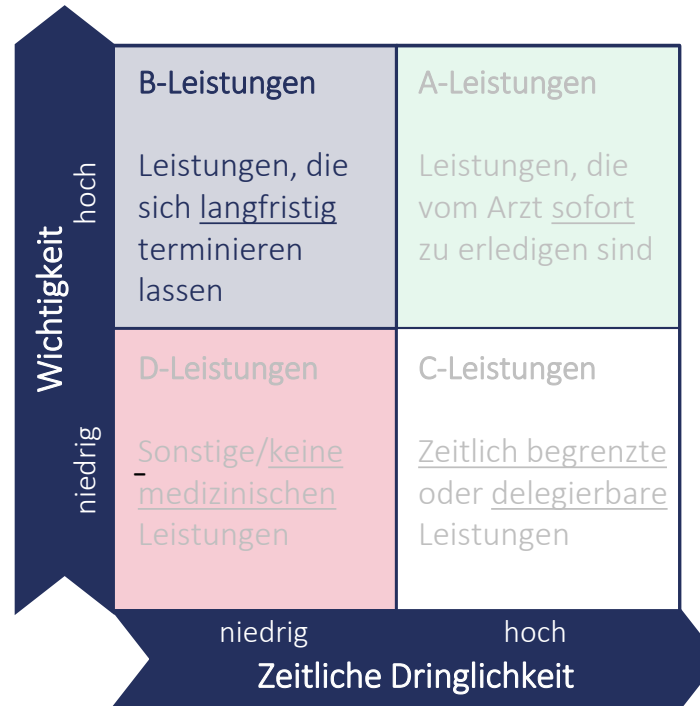 B-Leistungen
Leistungen, die
sich langfristig
terminieren
lassen
A-Leistungen
Leistungen, die
vom Arzt sofort
zu erledigen sind
D-Leistungen
Sonstige/keine
medizinischen
Leistungen
C-Leistungen
Zeitlich begrenzte
oder delegierbare
Leistungen
Wichtigkeit
hoch
niedrig
niedrig
hoch
Zeitliche Dringlichkeit